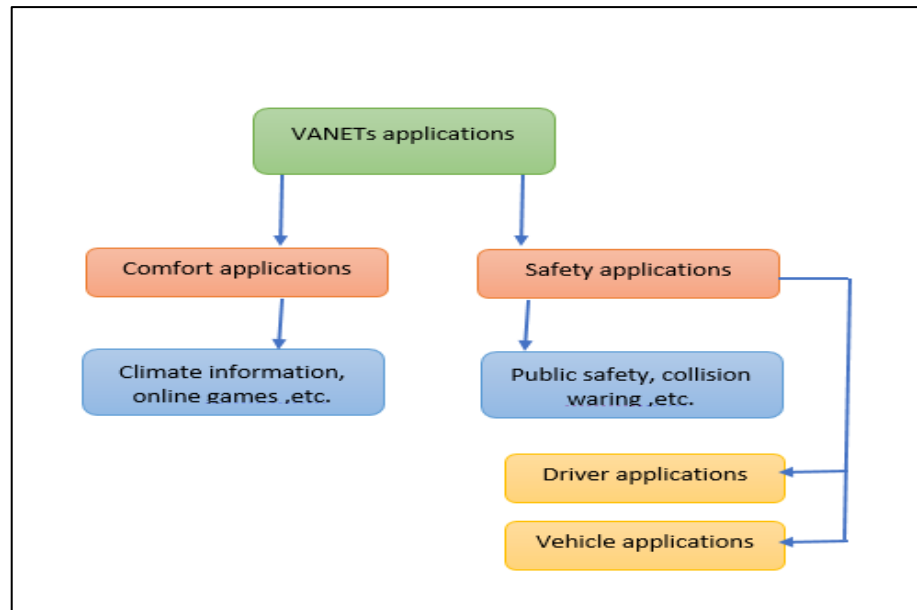 VANETs applications
Comfort applications
Safety applications
Climate information,
online games ,etc.
Public safety, collision
waring ,etc.
Driver applications
Vehicle applications